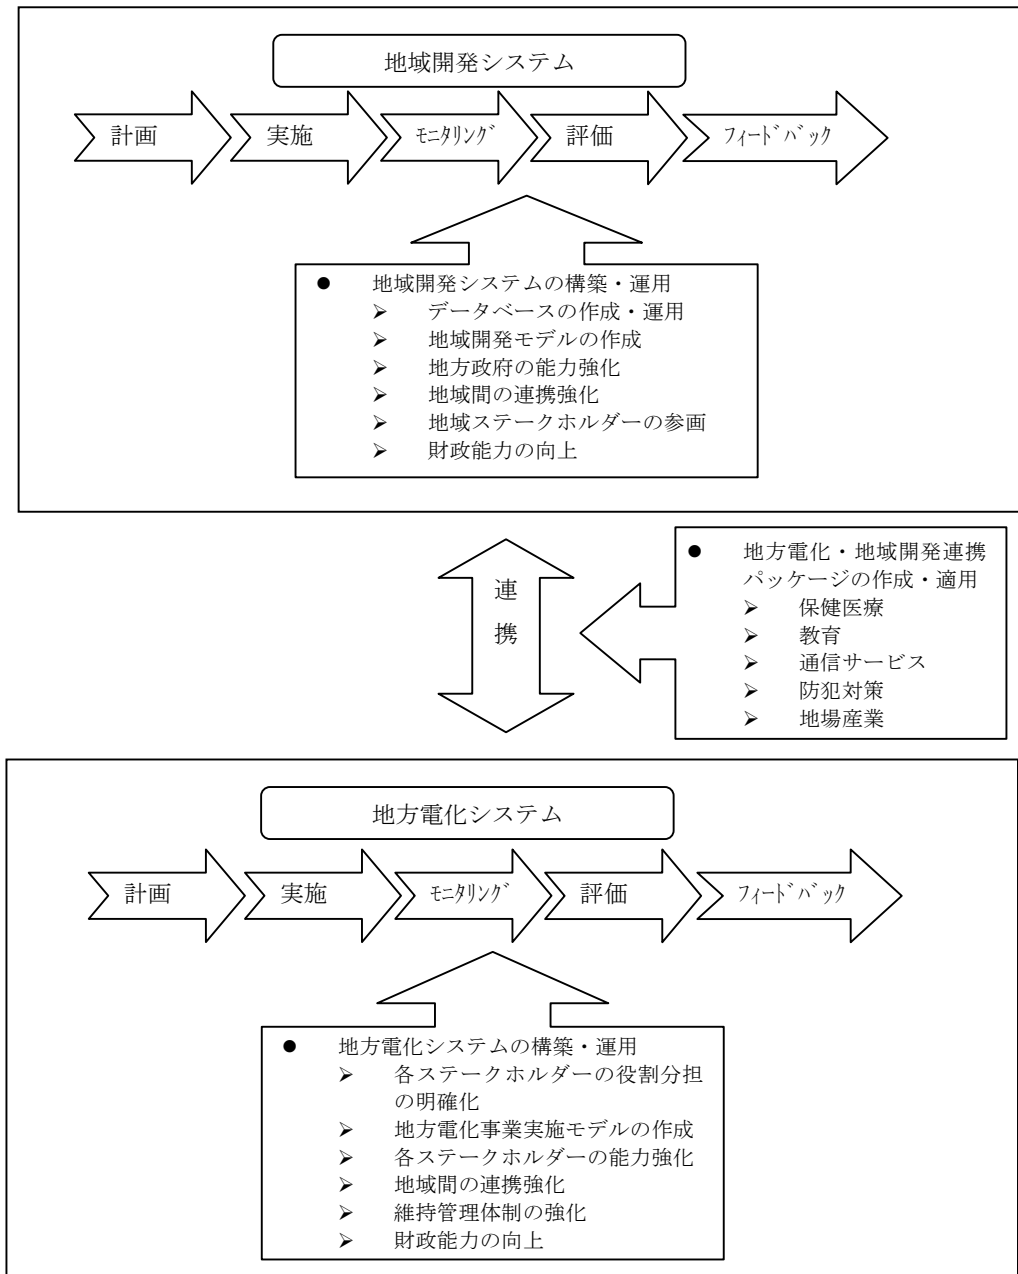 地域開発システム
計画
実施
ﾓﾆﾀﾘﾝｸﾞ
評価
ﾌｨｰﾄﾞﾊﾞｯｸ
● 地域開発システムの構築・運用
➢ データベースの作成・運用
➢ 地域開発モデルの作成
➢ 地方政府の能力強化
➢ 地域間の連携強化
➢ 地域ステークホルダーの参画
➢ 財政能力の向上
連
携
● 地方電化・地域開発連携
パッケージの作成・適用
➢ 保健医療
➢ 教育
➢ 通信サービス
➢ 防犯対策
➢ 地場産業
地方電化システム
計画
実施
ﾓﾆﾀﾘﾝｸﾞ
評価
ﾌｨｰﾄﾞﾊﾞｯｸ
● 地方電化システムの構築・運用
➢ 各ステークホルダーの役割分担
の明確化
➢ 地方電化事業実施モデルの作成
➢ 各ステークホルダーの能力強化
➢ 地域間の連携強化
➢ 維持管理体制の強化
➢ 財政能力の向上